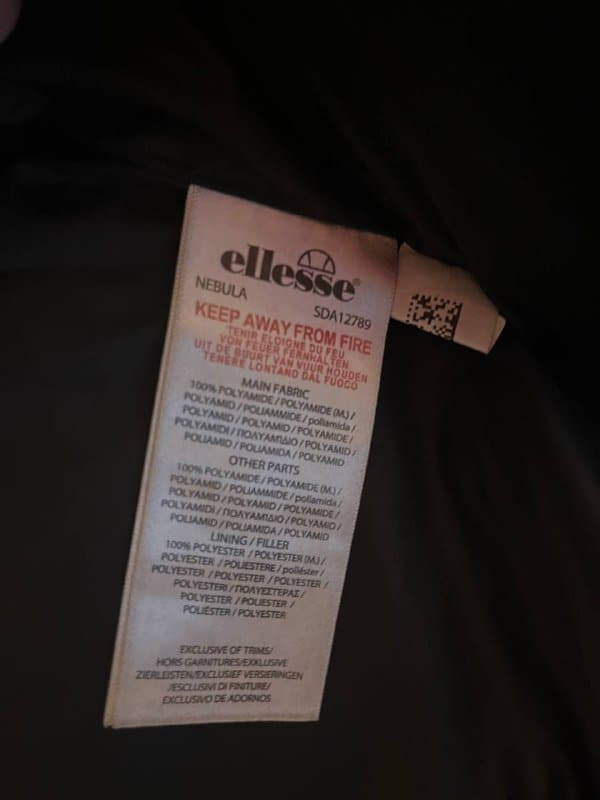 ellesse®
NEBULA
SDA12789
KEEP AWAY FROM FIRE
TENIR ELOIGNE DU FEU
VON FEUER FERNHALTEN
UIT DE BUURT VAN VUUR HOUDEN
TENERE LONTANO DAL FUOCO
MAIN FABRIC
100% POLYAMIDE / POLYAMIDE (M.) /
POLYAMID / POLIAMMIDE / poliamida /
POLYAMID / POLYAMID / POLYAMIDE /
POLYAMIDI / ΠΟΛΥΑΜΙΔΙΟ / POLYAMID /
POLIAMID / POLIAMIDA / POLYAMID
OTHER PARTS
100% POLYAMIDE / POLYAMIDE (M.) /
POLYAMID / POLIAMMIDE / poliamida /
POLYAMID / POLYAMID / POLYAMIDE /
POLYAMIDI / ΠΟΛΥΑΜΙΔΙΟ / POLYAMID /
POLIAMID / POLIAMIDA / POLYAMID
LINING / FILLER
100% POLYESTER / POLYESTER (M.) /
POLYESTER / POLIESTERE / poliéster /
POLYESTER / POLYESTER / POLYESTER /
POLYESTERI / ΠΟΛΥΕΣΤΕΡΑΣ /
POLYESTER / POLIESTER /
POLIÉSTER / POLYESTER
EXCLUSIVE OF TRIMS/
HORS GARNITURES/EXKLUSIVE
ZIERLEISTEN/EXCLUSIEF VERSIERINGEN
/ESCLUSIVI DI FINITURE/
EXCLUSIVO DE ADORNOS